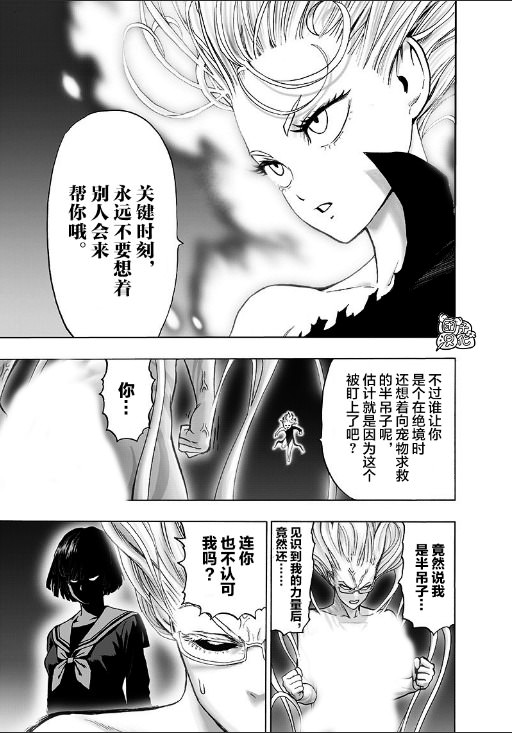 关键时刻，
永远不要想着
别人会来
帮你哦。
不过谁让你
是个在绝境时
还想着向宠物求救
的半吊子呢，
估计就是因为这个
被盯上了吧？
你…
竟然说我
是半吊子…
见识到我的力量后，
竟然还……
连你
也不认可
我吗？